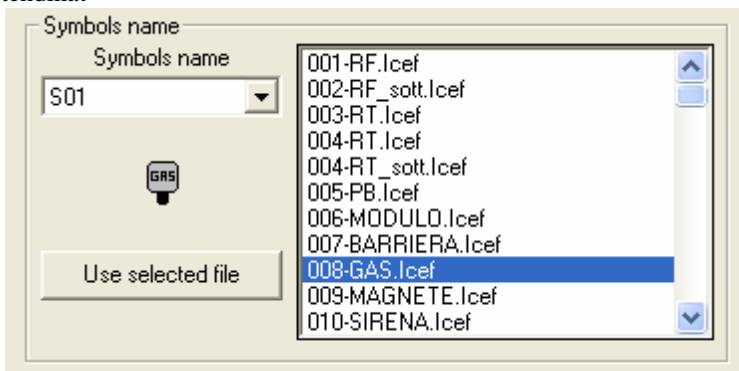 Symbols name
Symbols name
S01
GAS
Use selected file
001-RF.lcef
002-RF_sott.lcef
003-RT.lcef
004-RT.lcef
004-RT_sott.lcef
005-PB.lcef
006-MODULO.lcef
007-BARRIERA.lcef
008-GAS.lcef
009-MAGNETE.lcef
010-SIRENA.lcef